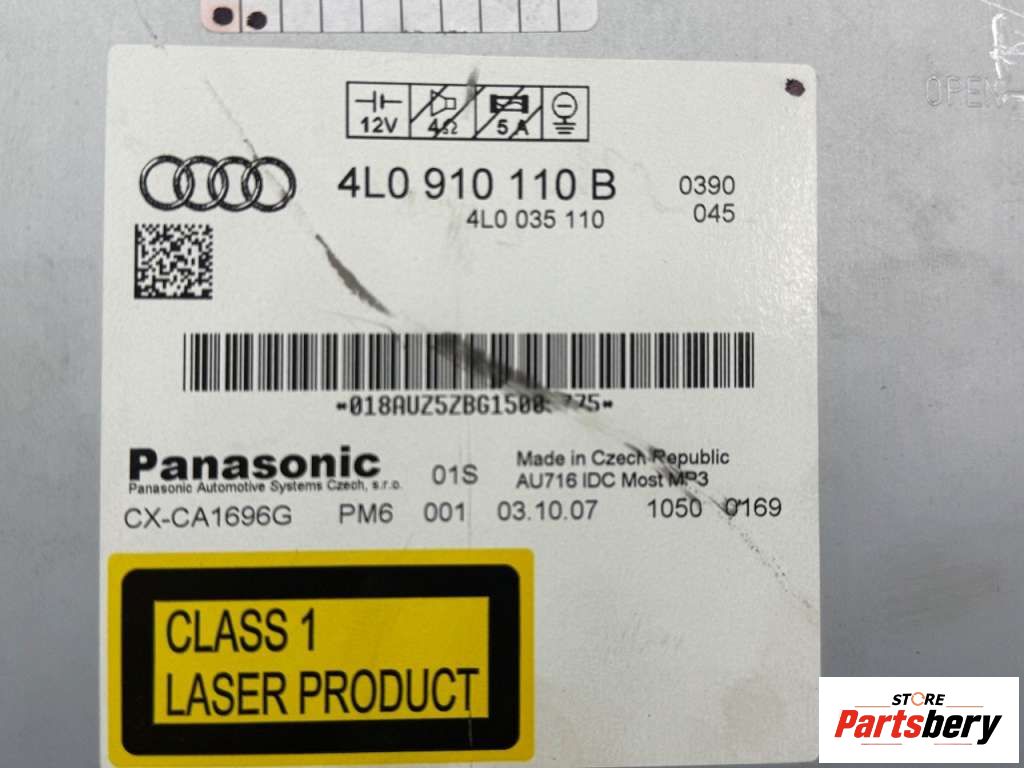 OPEN
12V 4Ω 5A
4L0 910 110 B 0390
4L0 035 110 045
Panasonic
Panasonic Automotive Systems Czech, s.r.o.
01S
Made in Czech Republic
AU716 IDC Most MP3
CX-CA1696G PM6 001 03.10.07 1050 0169
CLASS 1
LASER PRODUCT
STORE
Partsbery